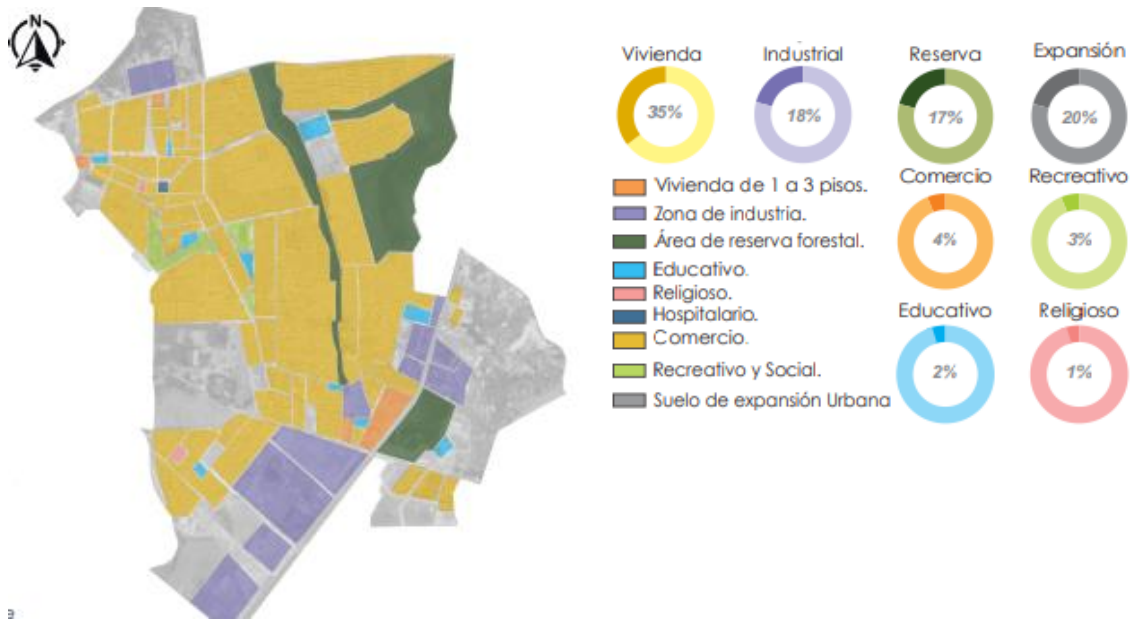 N
Vivienda
Industrial
Reserva
Expansión
35%
18%
17%
20%
Comercio
Recreativo
4%
3%
Educativo
Religioso
2%
1%
Vivienda de 1 a 3 pisos.
Zona de industria.
Área de reserva forestal.
Educativo.
Religioso.
Hospitalario.
Comercio.
Recreativo y Social.
Suelo de expansión Urbana